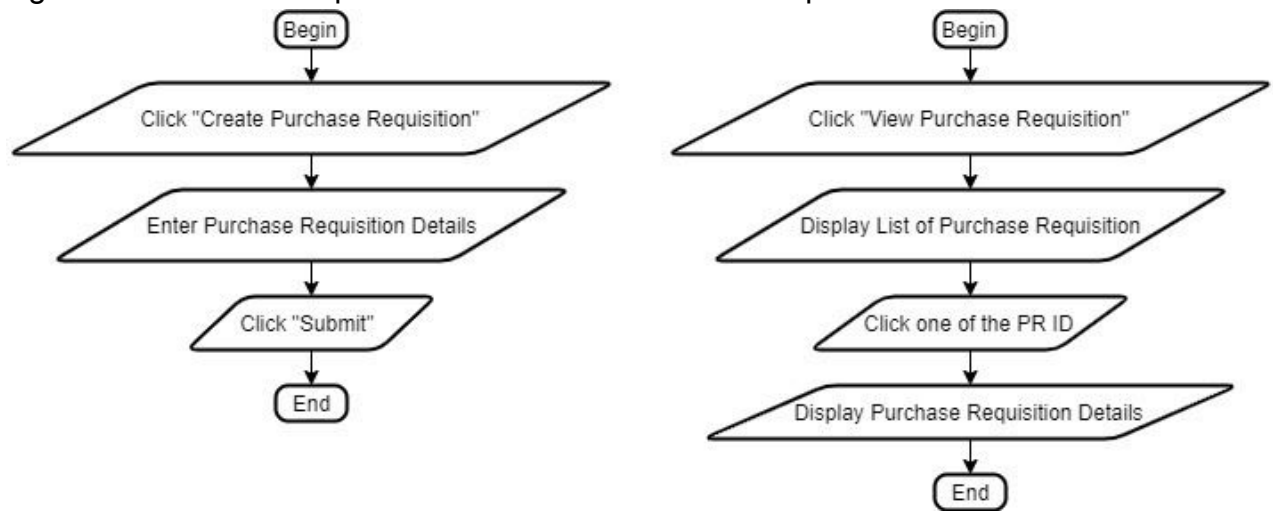 Begin
Click "Create Purchase Requisition"
Enter Purchase Requisition Details
Click "Submit"
End
Begin
Click "View Purchase Requisition"
Display List of Purchase Requisition
Click one of the PR ID
Display Purchase Requisition Details
End